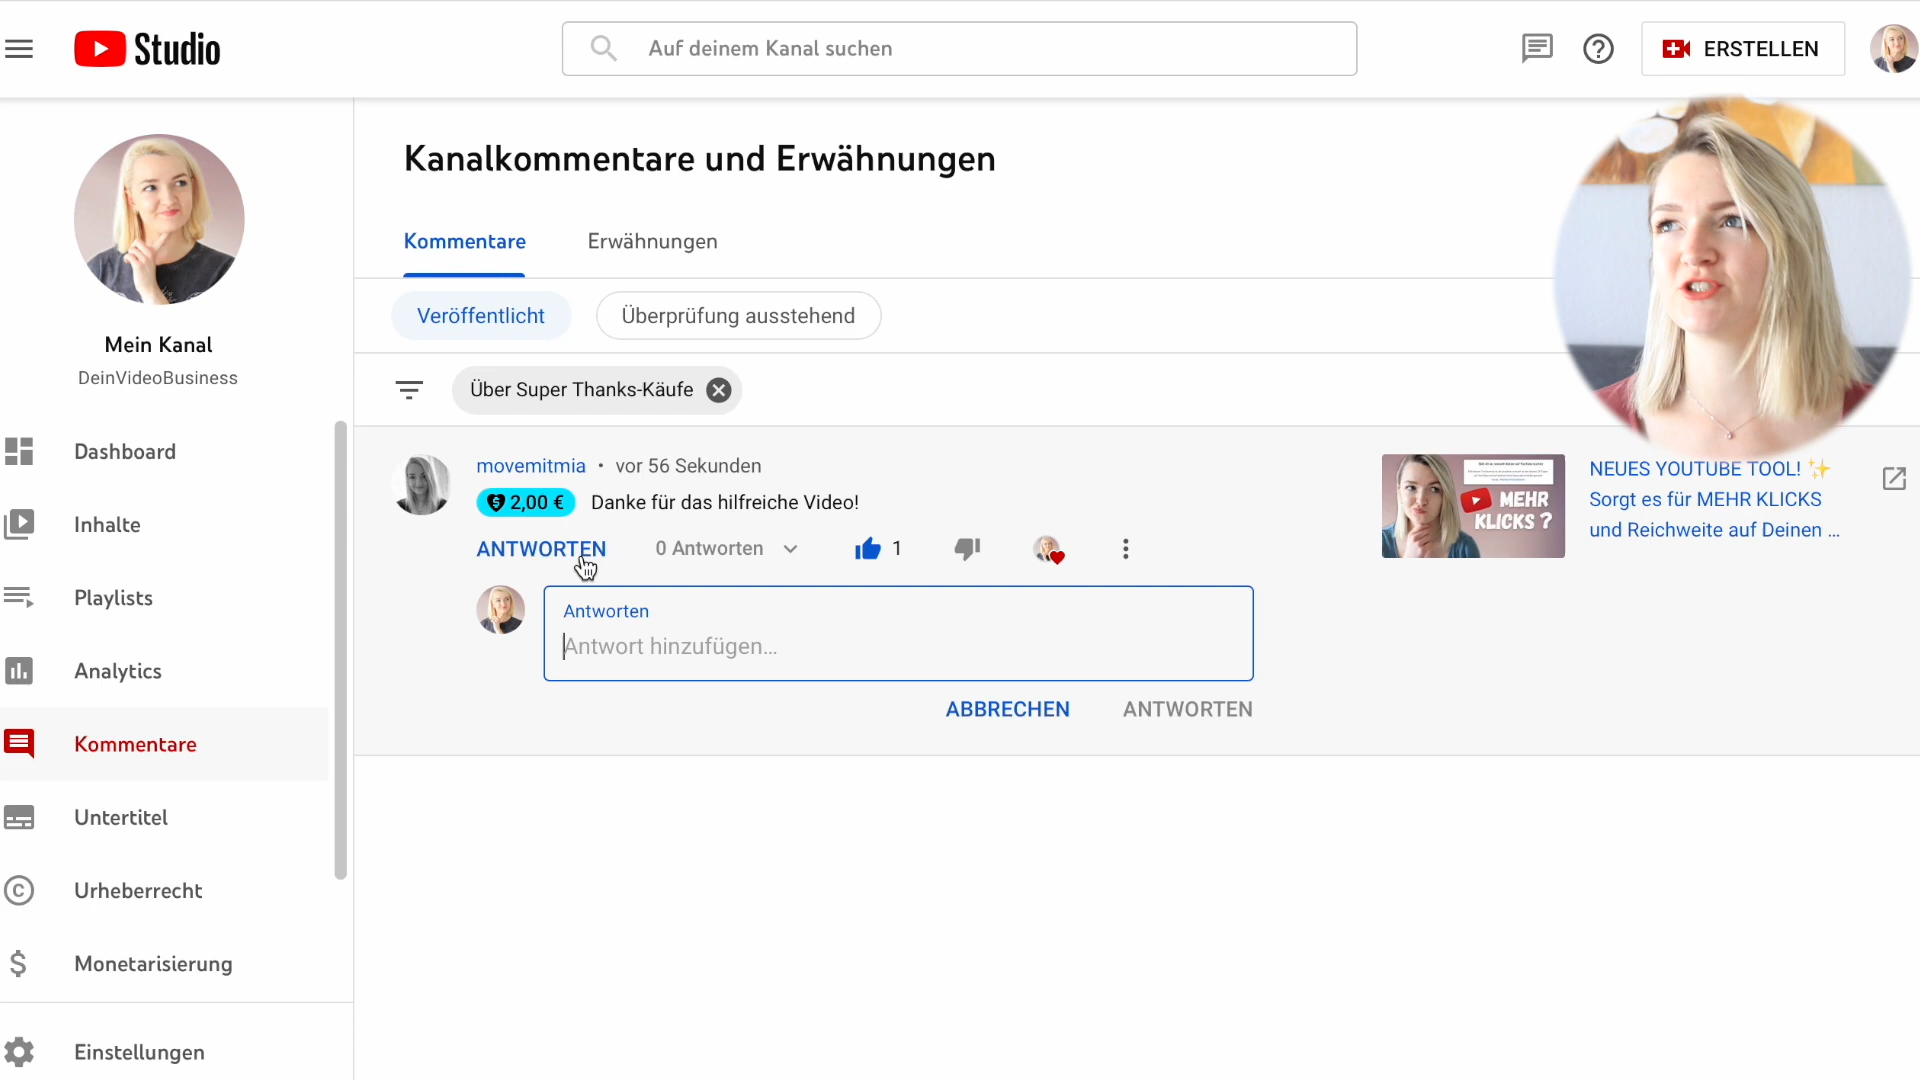 Studio
Auf deinem Kanal suchen
ERSTELLEN
Mein Kanal
DeinVideoBusiness
Dashboard
Inhalte
Playlists
Analytics
Kommentare
Untertitel
Urheberrecht
Monetarisierung
Einstellungen
Kanalkommentare und Erwähnungen
Kommentare
Erwähnungen
Veröffentlicht
Überprüfung ausstehend
Über Super Thanks-Käufe
movemitmia • vor 56 Sekunden
2,00 € Danke für das hilfreiche Video!
ANTWORTEN
0 Antworten
1
Antworten
Antwort hinzufügen...
ABBRECHEN
ANTWORTEN
MEHR
KLICKS ?
NEUES YOUTUBE TOOL! ✨
Sorgt es für MEHR KLICKS
und Reichweite auf Deinen ...